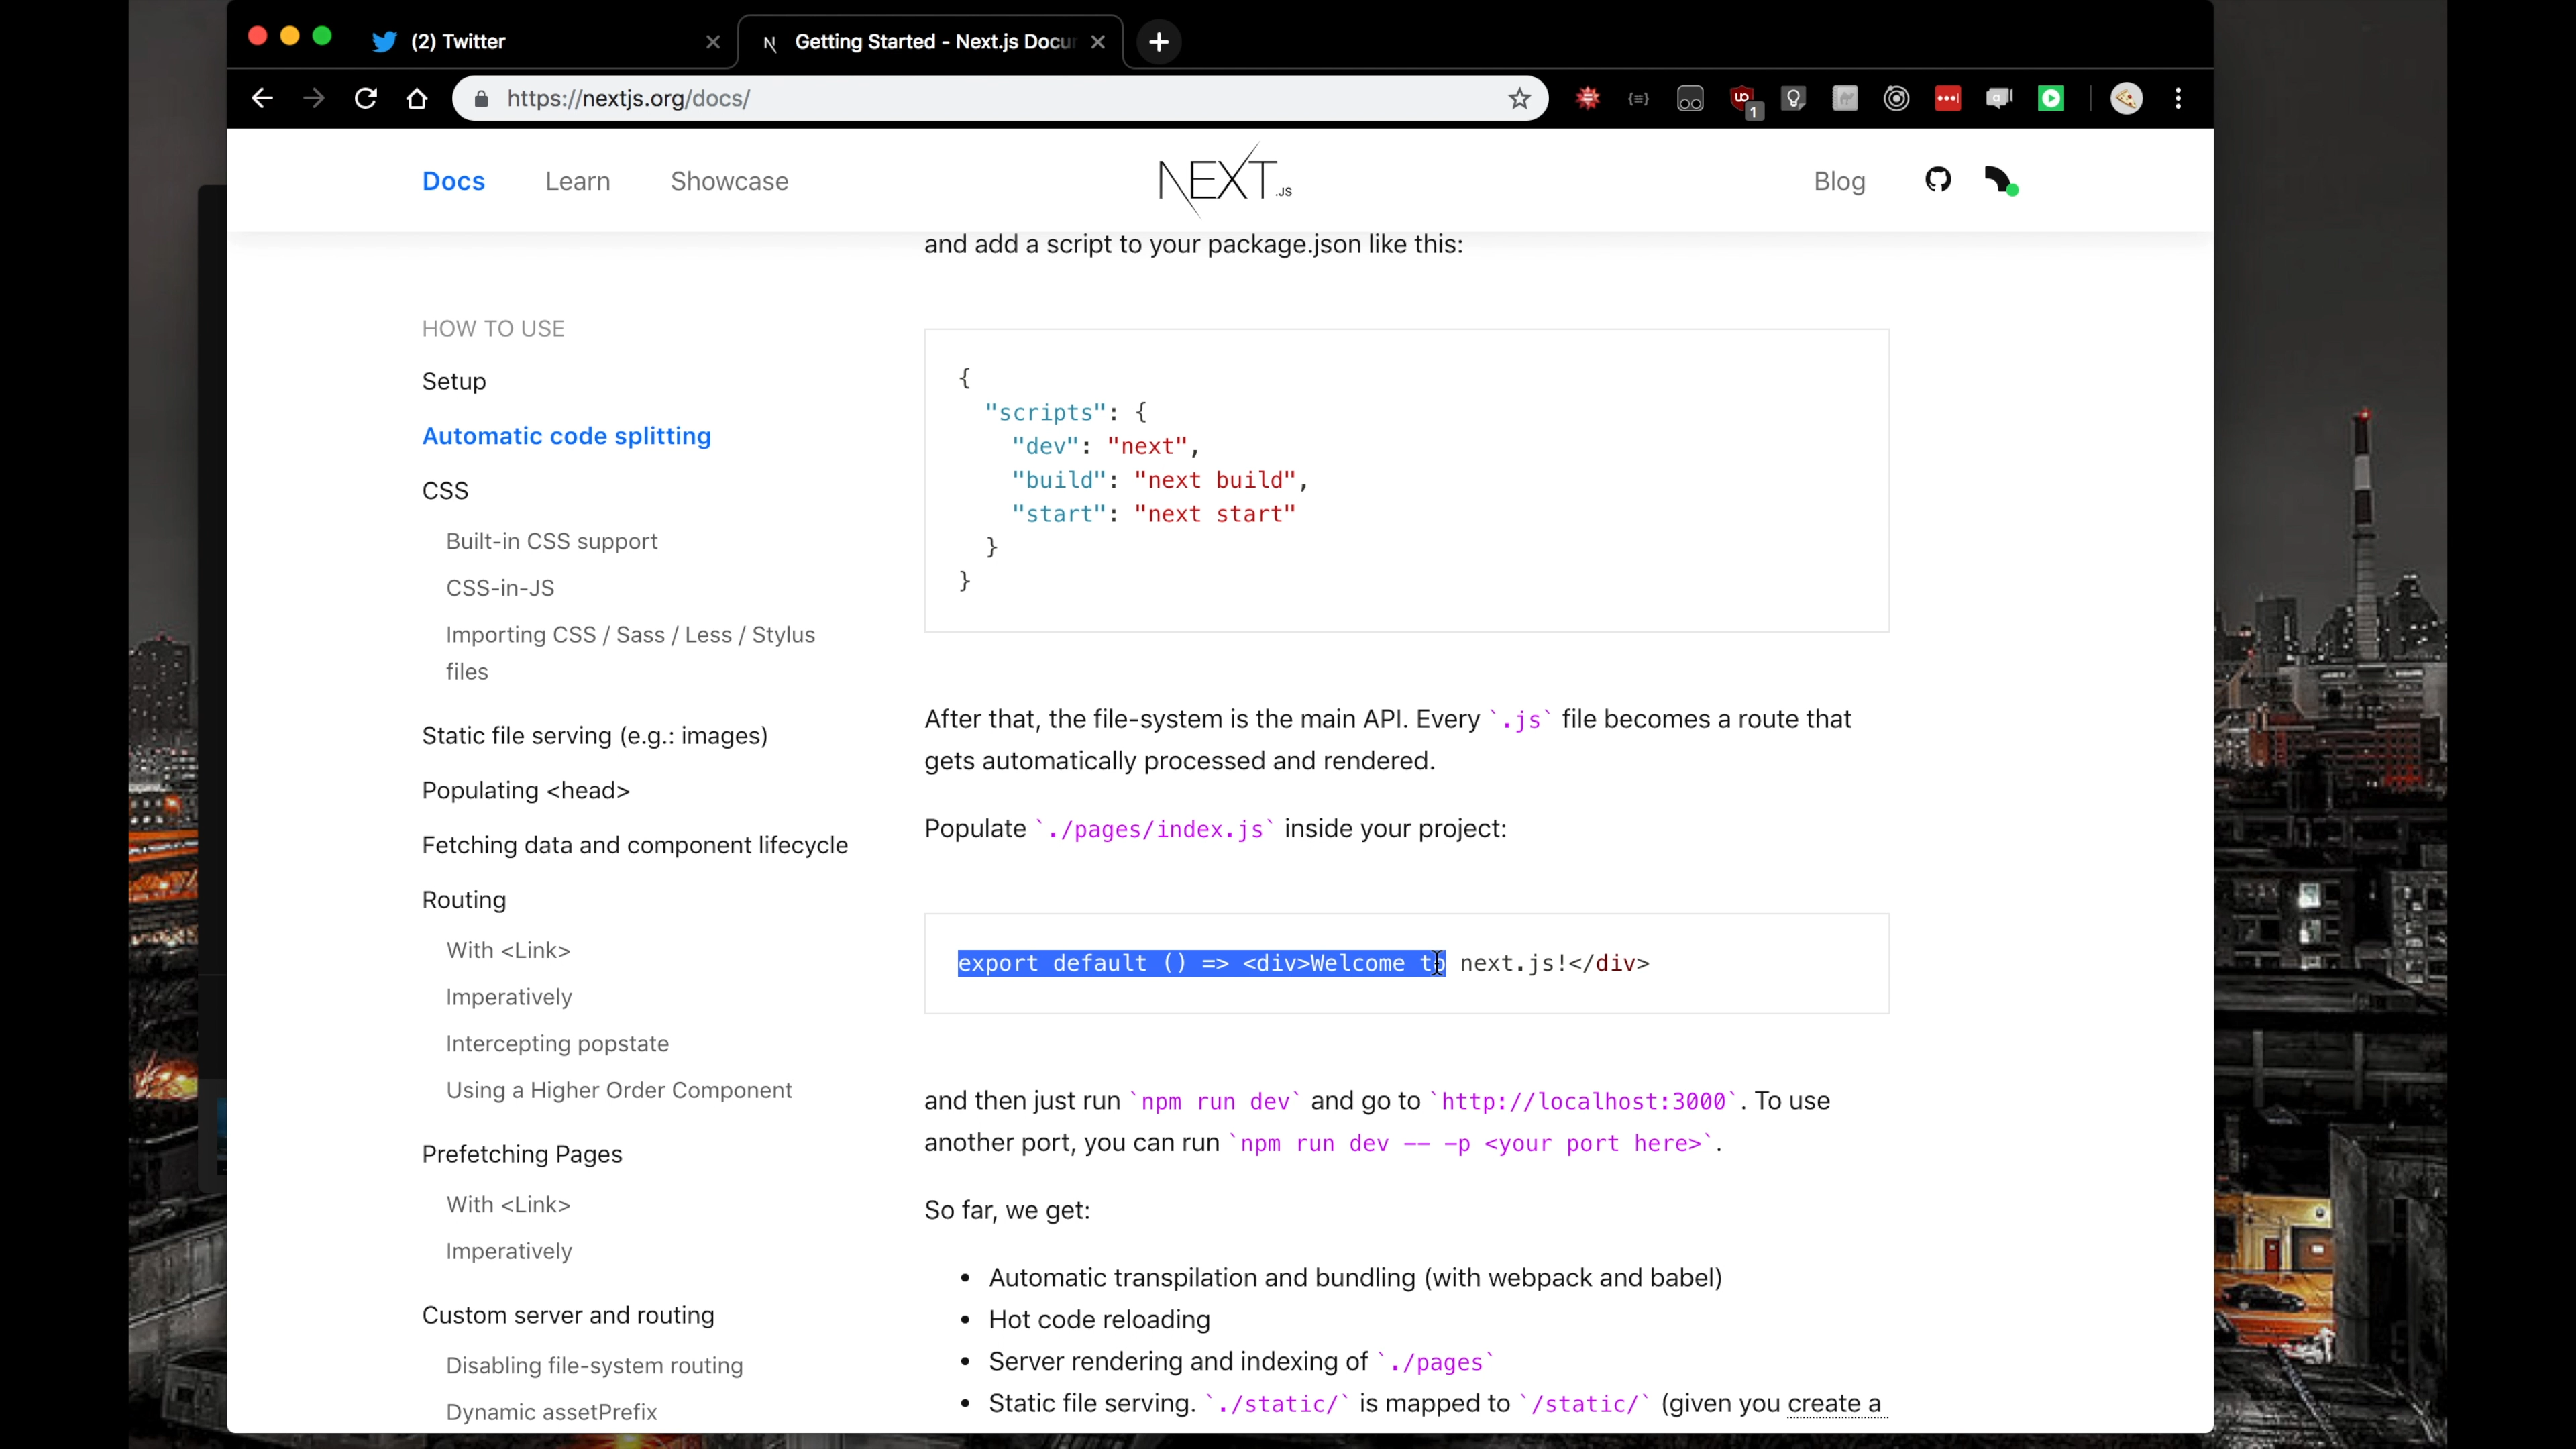 (2) Twitter
Getting Started - Next.js Docu
https://nextjs.org/docs/
1
Docs
Learn
Showcase
NEXT.JS
Blog
HOW TO USE
Setup
Automatic code splitting
CSS
Built-in CSS support
CSS-in-JS
Importing CSS / Sass / Less / Stylus
files
Static file serving (e.g.: images)
Populating <head>
Fetching data and component lifecycle
Routing
With <Link>
Imperatively
Intercepting popstate
Using a Higher Order Component
Prefetching Pages
With <Link>
Imperatively
Custom server and routing
Disabling file-system routing
Dynamic assetPrefix
and add a script to your package.json like this:
{
"scripts": {
"dev": "next",
"build": "next build",
"start": "next start"
}
}
After that, the file-system is the main API. Every `.js` file becomes a route that
gets automatically processed and rendered.
Populate `./pages/index.js` inside your project:
export default () => <div>Welcome to next.js!</div>
and then just run `npm run dev` and go to `http://localhost:3000`. To use
another port, you can run `npm run dev -- -p <your port here>`.
So far, we get:
• Automatic transpilation and bundling (with webpack and babel)
• Hot code reloading
• Server rendering and indexing of `./pages`
• Static file serving. `./static/` is mapped to `/static/` (given you create a